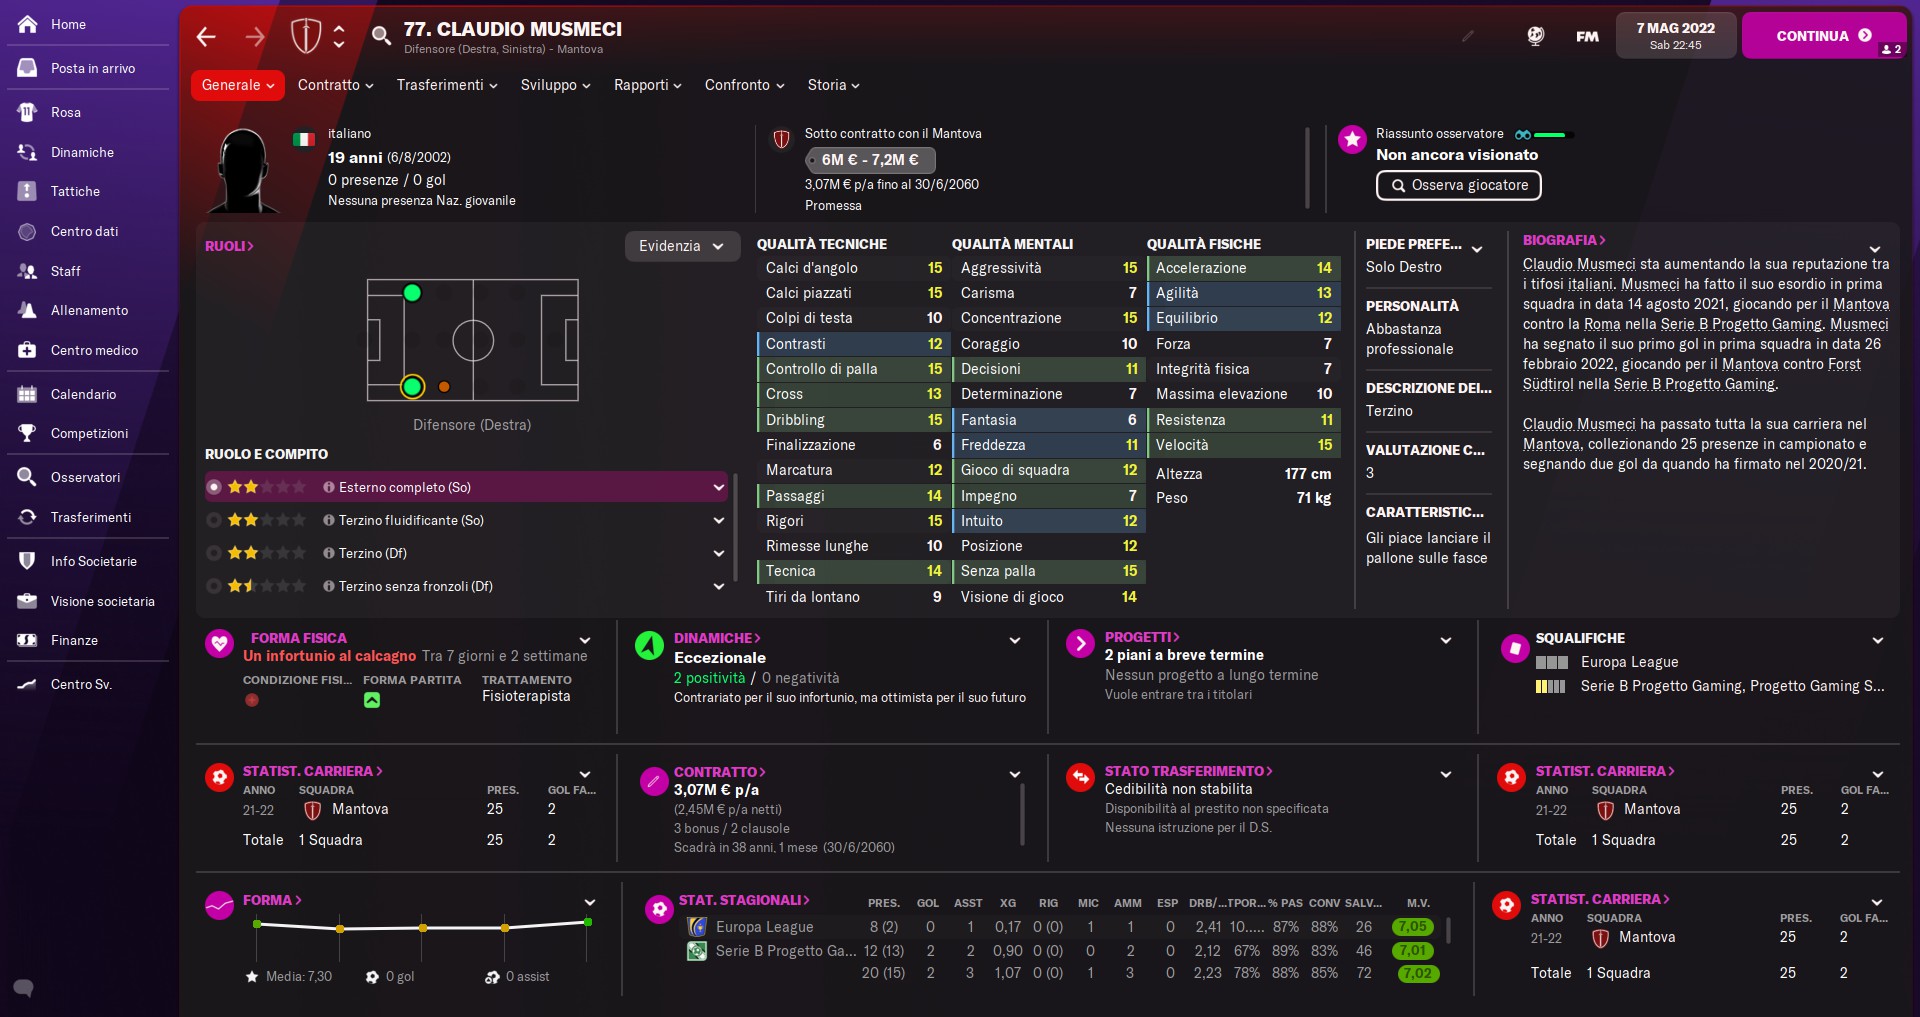 Home
Posta in arrivo
Rosa
Dinamiche
Tattiche
Centro dati
Staff
Allenamento
Centro medico
Calendario
Competizioni
Osservatori
Trasferimenti
Info Societarie
Visione societaria
Finanze
Centro Sv.
77. CLAUDIO MUSMECI
Difensore (Destra, Sinistra) - Mantova
FM
7 MAG 2022
Sab 22:45
CONTINUA
2
Generale
Contratto
Trasferimenti
Sviluppo
Rapporti
Confronto
Storia
italiano
19 anni (6/8/2002)
0 presenze / 0 gol
Nessuna presenza Naz. giovanile
Sotto contratto con il Mantova
6M € - 7,2M €
3,07M € p/a fino al 30/6/2060
Promessa
Riassunto osservatore
Non ancora visionato
Osserva giocatore
RUOLI
Evidenzia
Difensore (Destra)
RUOLO E COMPITO
Esterno completo (So)
Terzino fluidificante (So)
Terzino (Df)
Terzino senza fronzoli (Df)
QUALITÀ TECNICHE
Calci d'angolo 15
Calci piazzati 15
Colpi di testa 10
Contrasti 12
Controllo di palla 15
Cross 13
Dribbling 15
Finalizzazione 6
Marcatura 12
Passaggi 14
Rigori 15
Rimesse lunghe 10
Tecnica 14
Tiri da lontano 9
QUALITÀ MENTALI
Aggressività 15
Carisma 7
Concentrazione 15
Coraggio 10
Decisioni 11
Determinazione 7
Fantasia 6
Freddezza 11
Gioco di squadra 12
Impegno 7
Intuito 12
Posizione 12
Senza palla 15
Visione di gioco 14
QUALITÀ FISICHE
Accelerazione 14
Agilità 13
Equilibrio 12
Forza 7
Integrità fisica 7
Massima elevazione 10
Resistenza 11
Velocità 15
Altezza 177 cm
Peso 71 kg
PIEDE PREFE...
Solo Destro
PERSONALITÀ
Abbastanza
professionale
DESCRIZIONE DEI...
Terzino
VALUTAZIONE C...
3
CARATTERISTIC...
Gli piace lanciare il
pallone sulle fasce
BIOGRAFIA
Claudio Musmeci sta aumentando la sua reputazione tra
i tifosi italiani. Musmeci ha fatto il suo esordio in prima
squadra in data 14 agosto 2021, giocando per il Mantova
contro la Roma nella Serie B Progetto Gaming. Musmeci
ha segnato il suo primo gol in prima squadra in data 26
febbraio 2022, giocando per il Mantova contro Forst
Südtirol nella Serie B Progetto Gaming.
Claudio Musmeci ha passato tutta la sua carriera nel
Mantova, collezionando 25 presenze in campionato e
segnando due gol da quando ha firmato nel 2020/21.
FORMA FISICA
Un infortunio al calcagno Tra 7 giorni e 2 settimane
CONDIZIONE FISI... FORMA PARTITA TRATTAMENTO
Fisioterapista
DINAMICHE
Eccezionale
2 positività / 0 negatività
Contrariato per il suo infortunio, ma ottimista per il suo futuro
PROGETTI
2 piani a breve termine
Nessun progetto a lungo termine
Vuole entrare tra i titolari
SQUALIFICHE
Europa League
Serie B Progetto Gaming, Progetto Gaming S...
STATIST. CARRIERA
ANNO SQUADRA PRES. GOL FA...
21-22 Mantova 25 2
Totale 1 Squadra 25 2
CONTRATTO
3,07M € p/a
(2,45M € p/a netti)
3 bonus / 2 clausole
Scadrà in 38 anni, 1 mese (30/6/2060)
STATO TRASFERIMENTO
Cedibilità non stabilita
Disponibilità al prestito non specificata
Nessuna istruzione per il D.S.
STATIST. CARRIERA
ANNO SQUADRA PRES. GOL FA...
21-22 Mantova 25 2
Totale 1 Squadra 25 2
FORMA
Media: 7,30 0 gol 0 assist
STAT. STAGIONALI PRES. GOL ASST XG RIG MIC AMM ESP DRB/...TPOR... % PAS CONV SALV... M.V.
Europa League 8 (2) 0 1 0,17 0 (0) 1 1 0 2,41 10..... 87% 88% 26 7,05
Serie B Progetto Ga... 12 (13) 2 2 0,90 0 (0) 0 2 0 2,12 67% 89% 83% 46 7,01
20 (15) 2 3 1,07 0 (0) 1 3 0 2,23 78% 88% 85% 72 7,02
STATIST. CARRIERA
ANNO SQUADRA PRES. GOL FA...
21-22 Mantova 25 2
Totale 1 Squadra 25 2